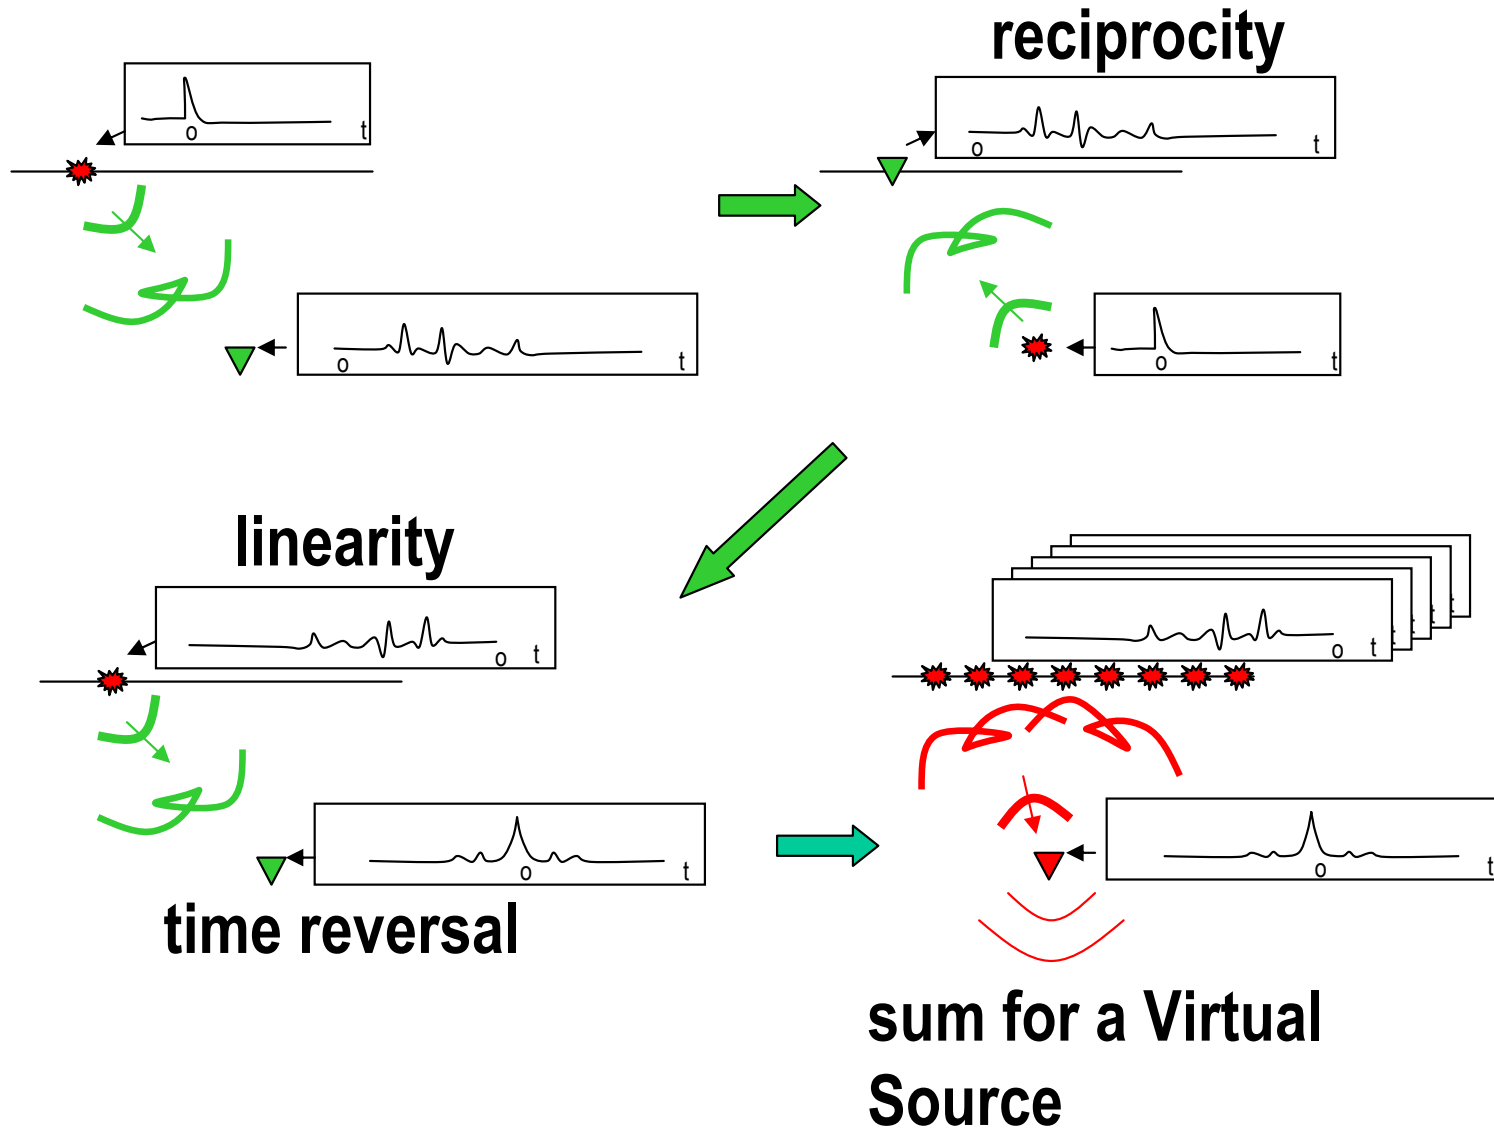 reciprocity
o t
o t
o t
o t
linearity
o t
o t
t t t t
o t
o t
time reversal
sum for a Virtual
Source